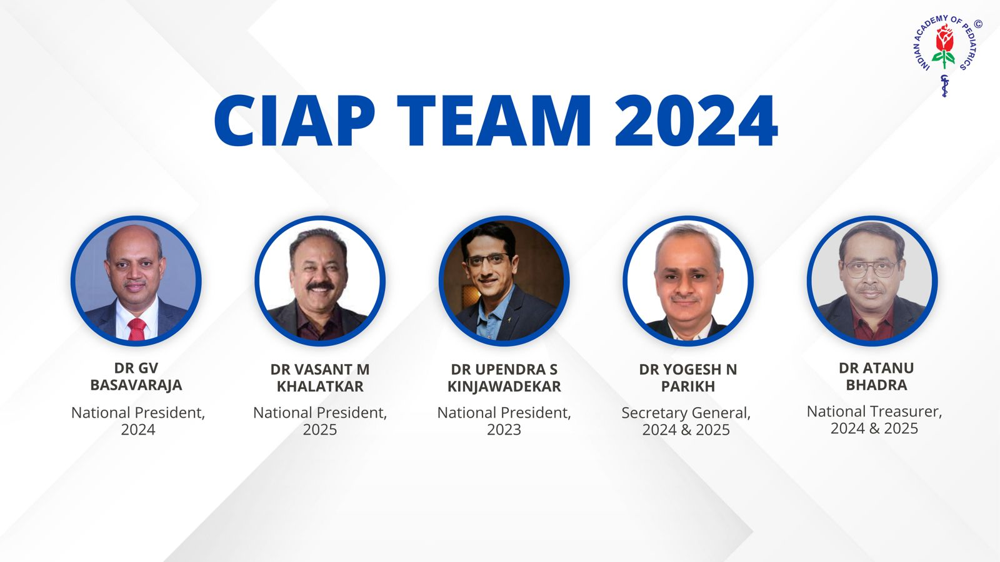 INDIAN ACADEMY OF PEDIATRICS ©
CIAP TEAM 2024
DR GV
BASAVARAJA
National President,
2024
DR VASANT M
KHALATKAR
National President,
2025
DR UPENDRA S
KINJAWADEKAR
National President,
2023
DR YOGESH N
PARIKH
Secretary General,
2024 & 2025
DR ATANU
BHADRA
National Treasurer,
2024 & 2025